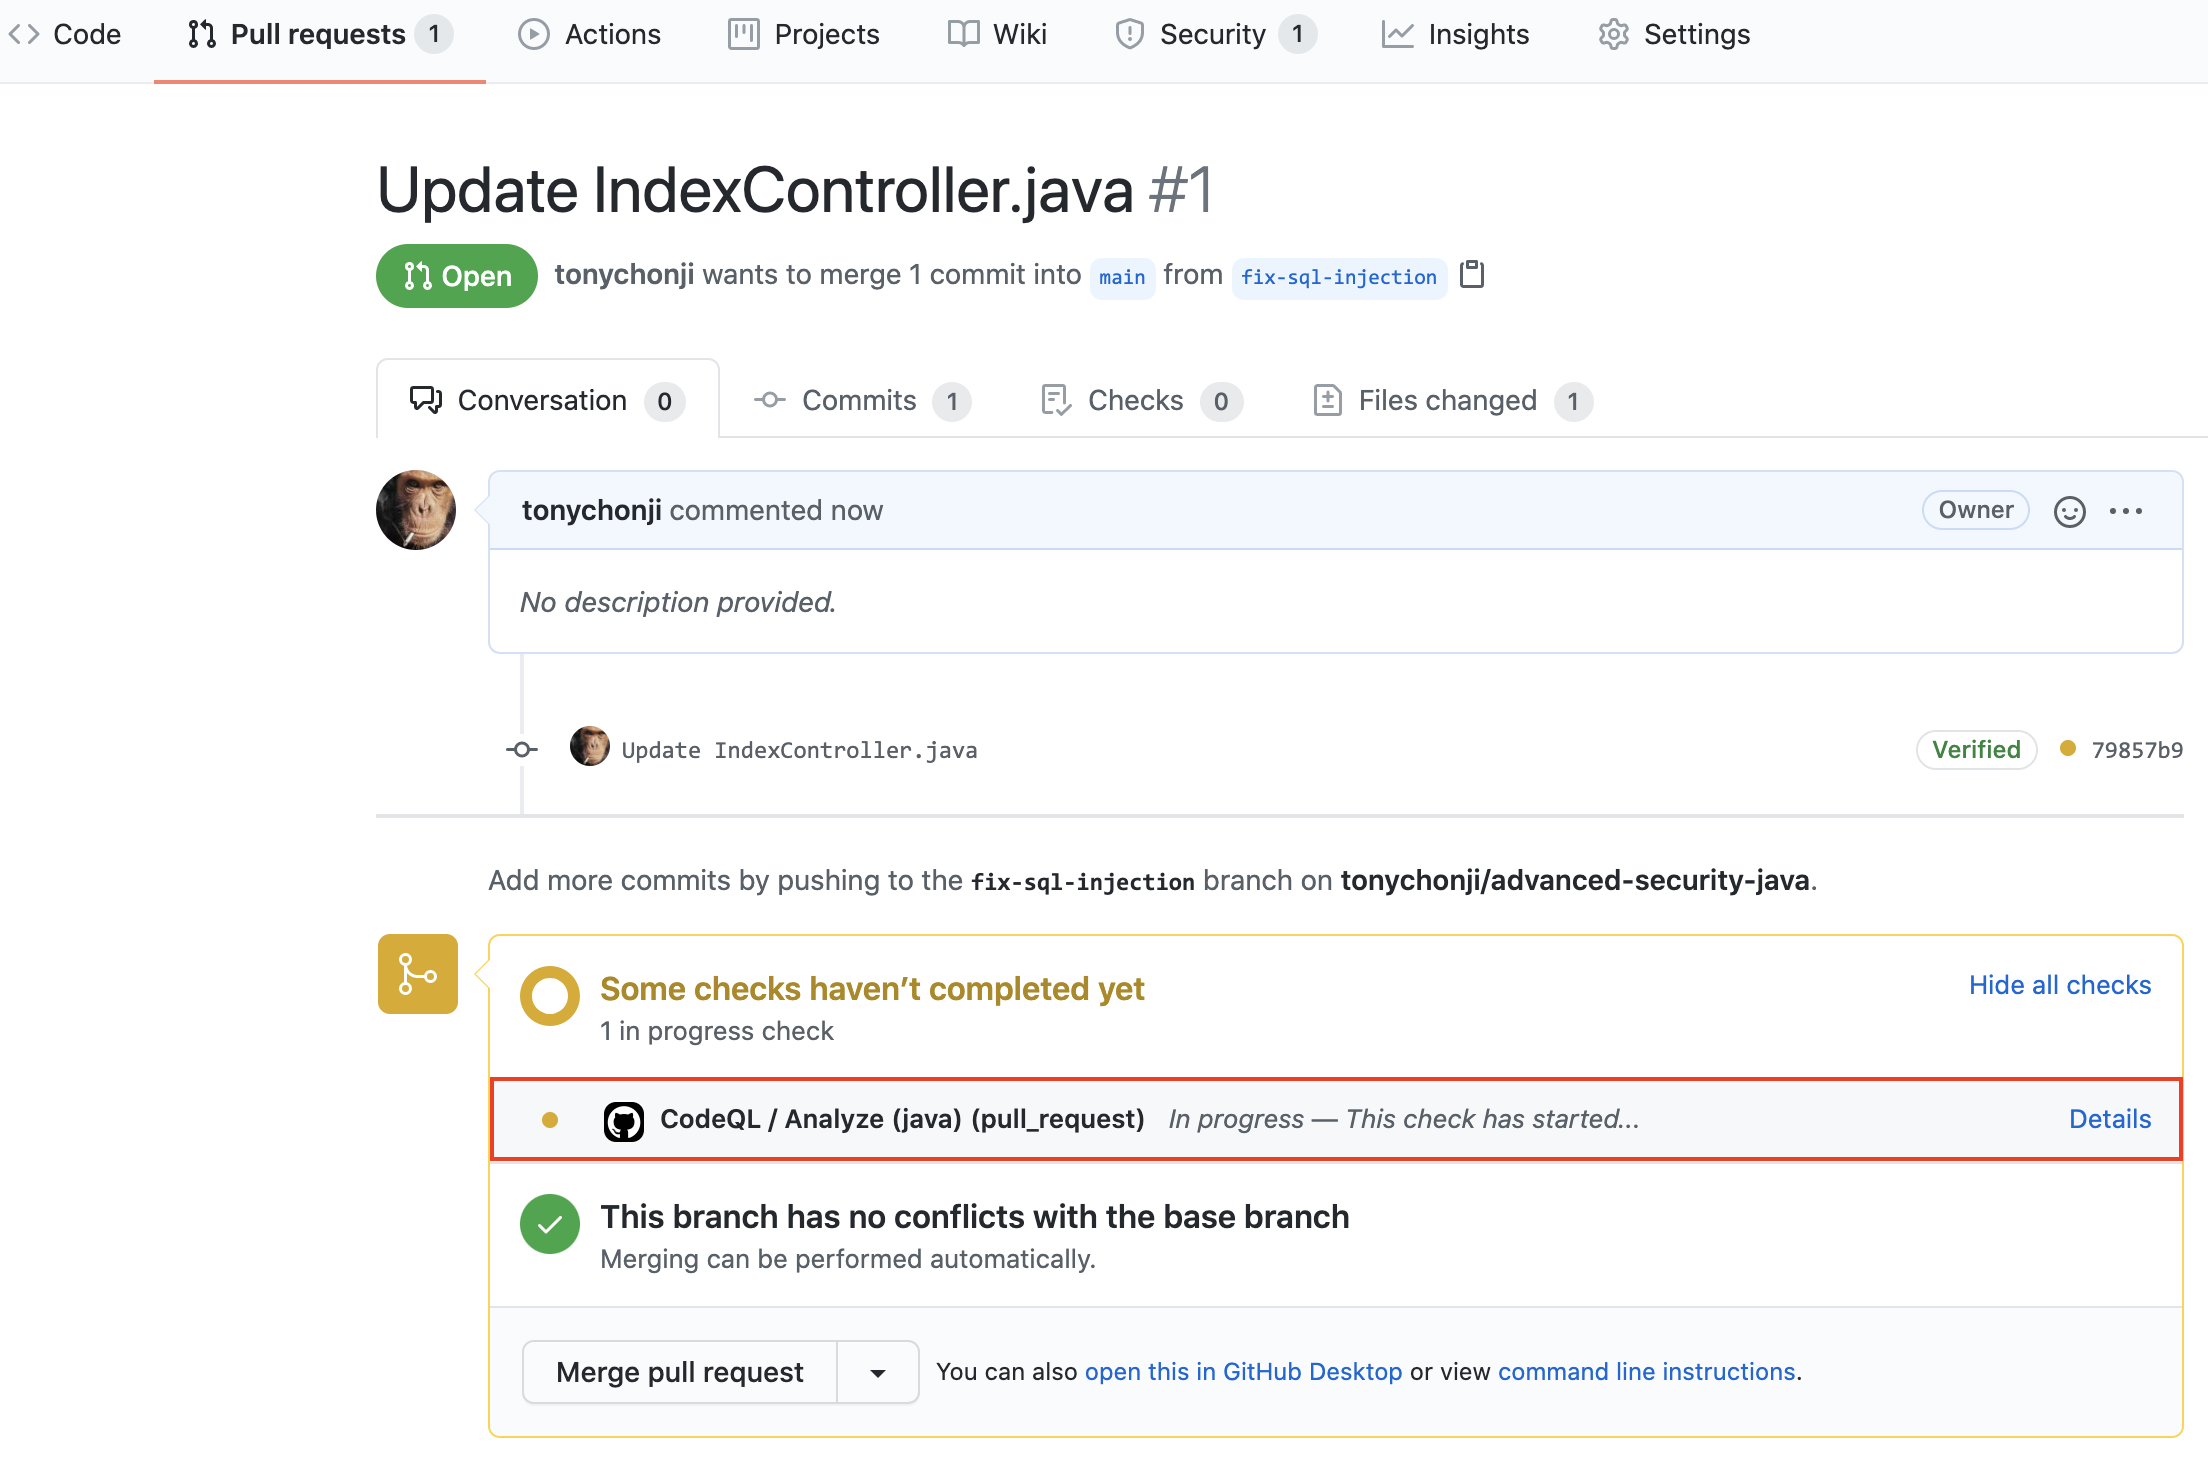 Code Pull requests 1 Actions Projects Wiki Security 1 Insights Settings
Update IndexController.java #1
Open tonychonji wants to merge 1 commit into main from fix-sql-injection
Conversation 0 Commits 1 Checks 0 Files changed 1
tonychonji commented now Owner
No description provided.
Update IndexController.java Verified 79857b9
Add more commits by pushing to the fix-sql-injection branch on tonychonji/advanced-security-java.
Some checks haven’t completed yet Hide all checks
1 in progress check
CodeQL / Analyze (java) (pull_request) In progress — This check has started... Details
This branch has no conflicts with the base branch
Merging can be performed automatically.
Merge pull request You can also open this in GitHub Desktop or view command line instructions.